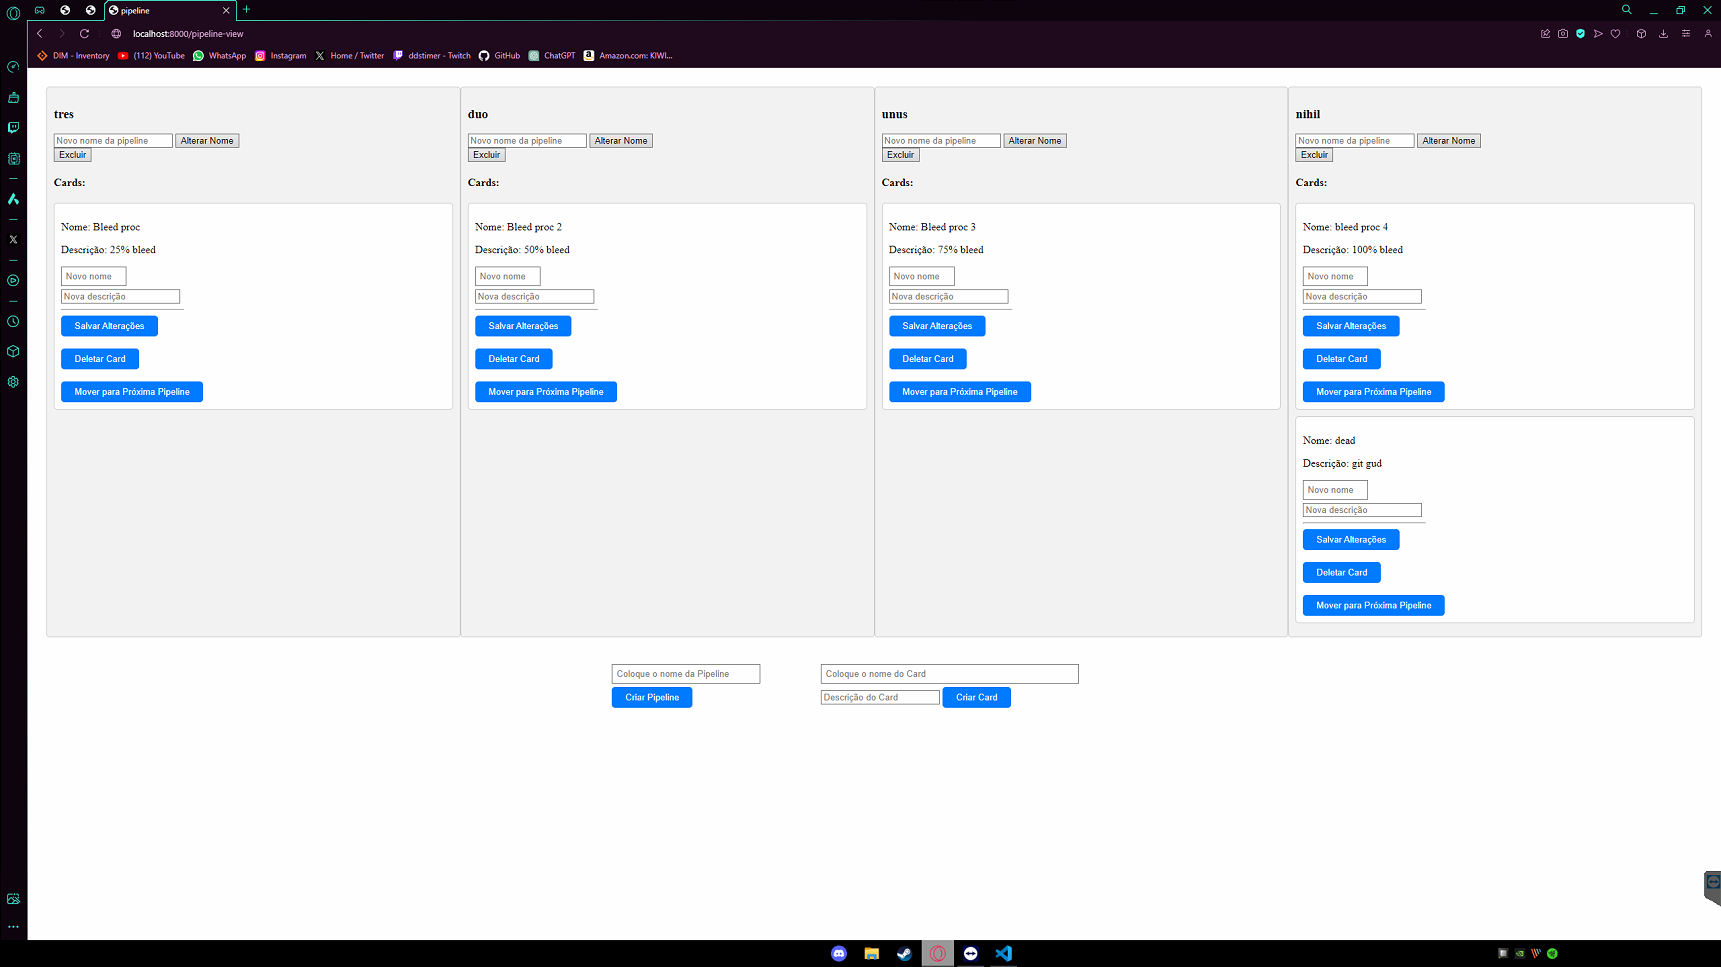 pipeline
localhost:8000/pipeline-view
DIM - Inventory (112) YouTube WhatsApp Instagram Home / Twitter ddstimer - Twitch GitHub ChatGPT Amazon.com: KIWI...
tres
Novo nome da pipeline Alterar Nome
Excluir
Cards:
Nome: Bleed proc
Descrição: 25% bleed
Novo nome
Nova descrição
Salvar Alterações
Deletar Card
Mover para Próxima Pipeline
duo
Novo nome da pipeline Alterar Nome
Excluir
Cards:
Nome: Bleed proc 2
Descrição: 50% bleed
Novo nome
Nova descrição
Salvar Alterações
Deletar Card
Mover para Próxima Pipeline
unus
Novo nome da pipeline Alterar Nome
Excluir
Cards:
Nome: Bleed proc 3
Descrição: 75% bleed
Novo nome
Nova descrição
Salvar Alterações
Deletar Card
Mover para Próxima Pipeline
nihil
Novo nome da pipeline Alterar Nome
Excluir
Cards:
Nome: bleed proc 4
Descrição: 100% bleed
Novo nome
Nova descrição
Salvar Alterações
Deletar Card
Mover para Próxima Pipeline
Nome: dead
Descrição: git gud
Novo nome
Nova descrição
Salvar Alterações
Deletar Card
Mover para Próxima Pipeline
Coloque o nome da Pipeline
Criar Pipeline
Coloque o nome do Card
Descrição do Card Criar Card